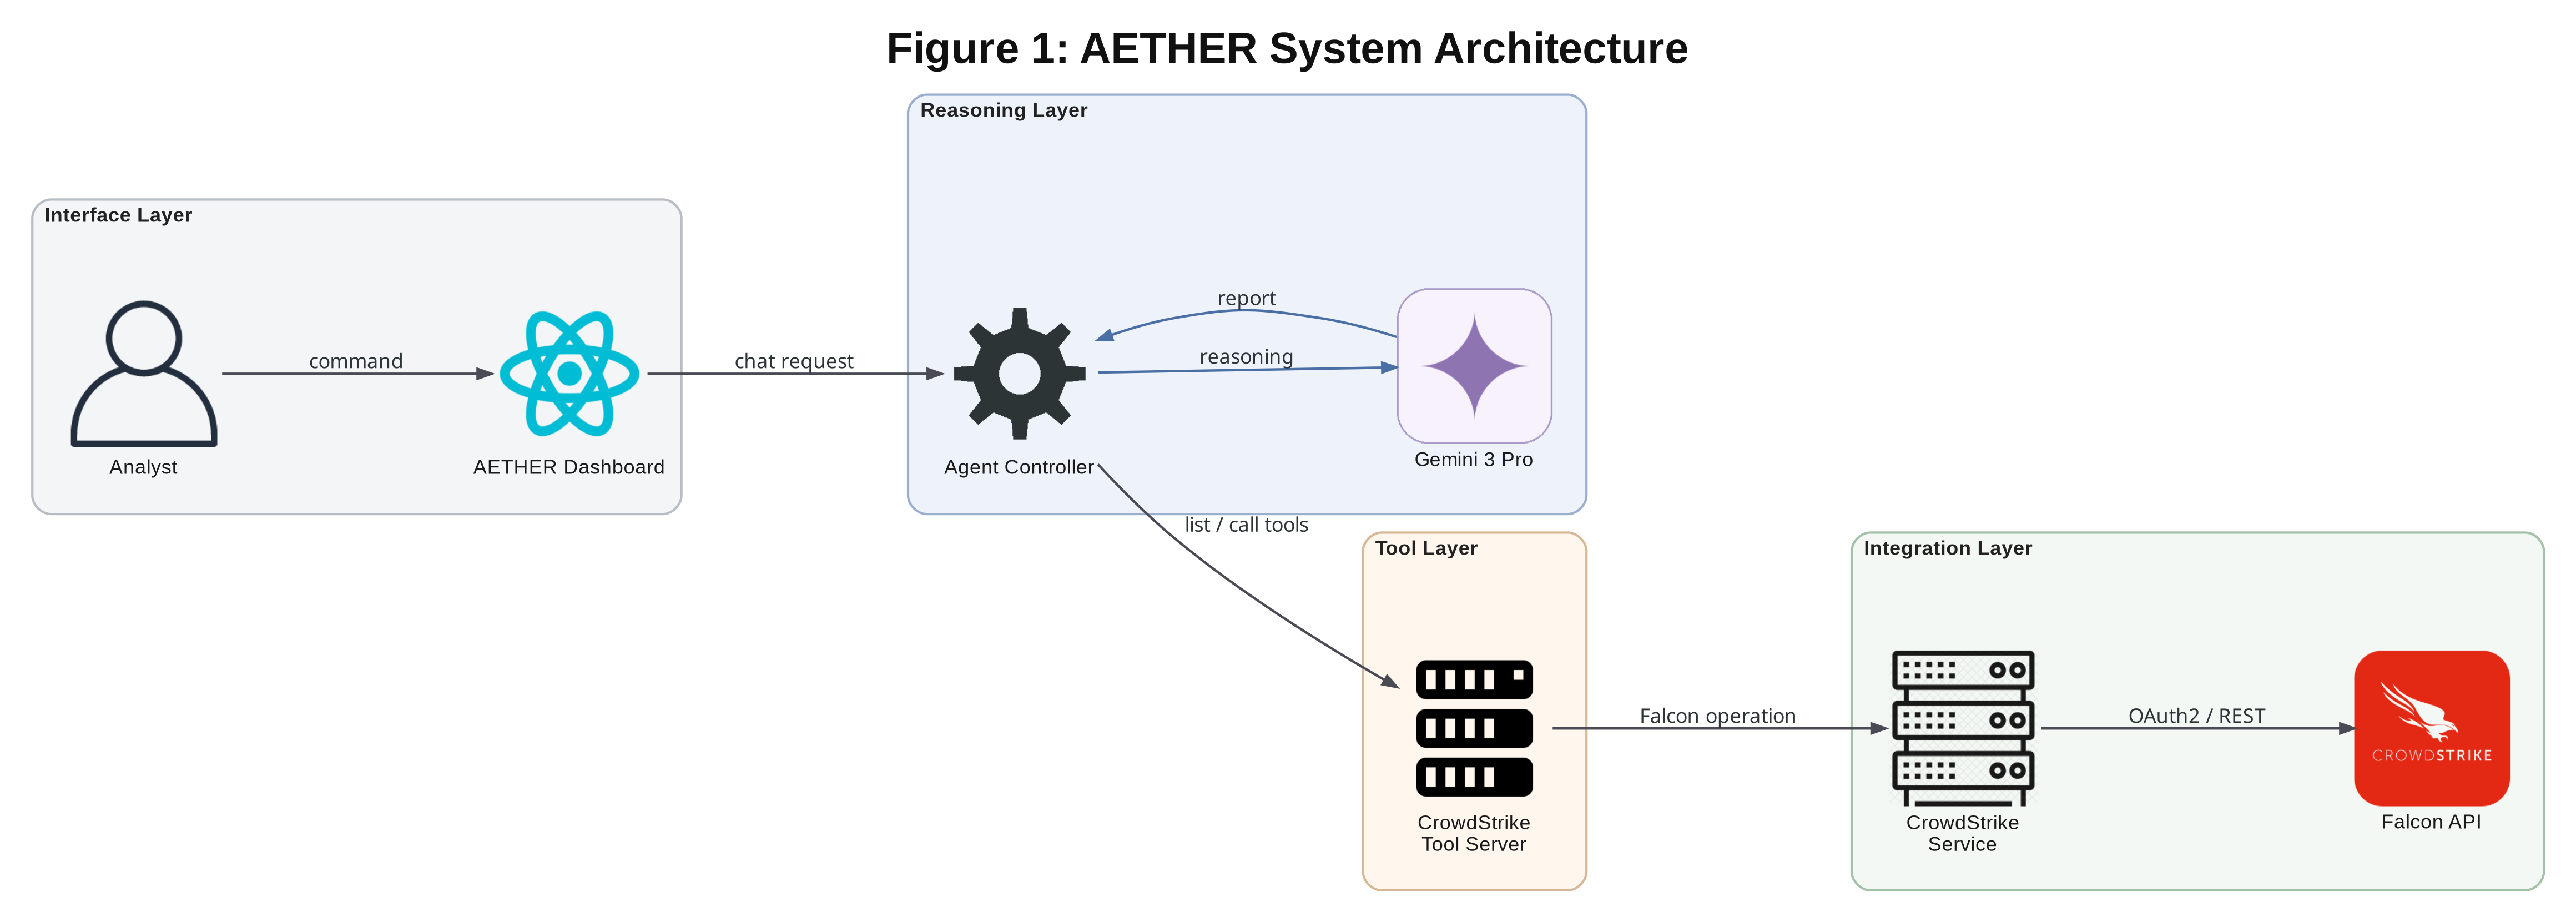 Figure 1: AETHER System Architecture
Reasoning Layer
Interface Layer
report
reasoning
command
chat request
Analyst
AETHER Dashboard
Agent Controller
Gemini 3 Pro
list / call tools
Tool Layer
Integration Layer
Falcon operation
OAuth2 / REST
CROWDSTRIKE
CrowdStrike
Tool Server
CrowdStrike
Service
Falcon API